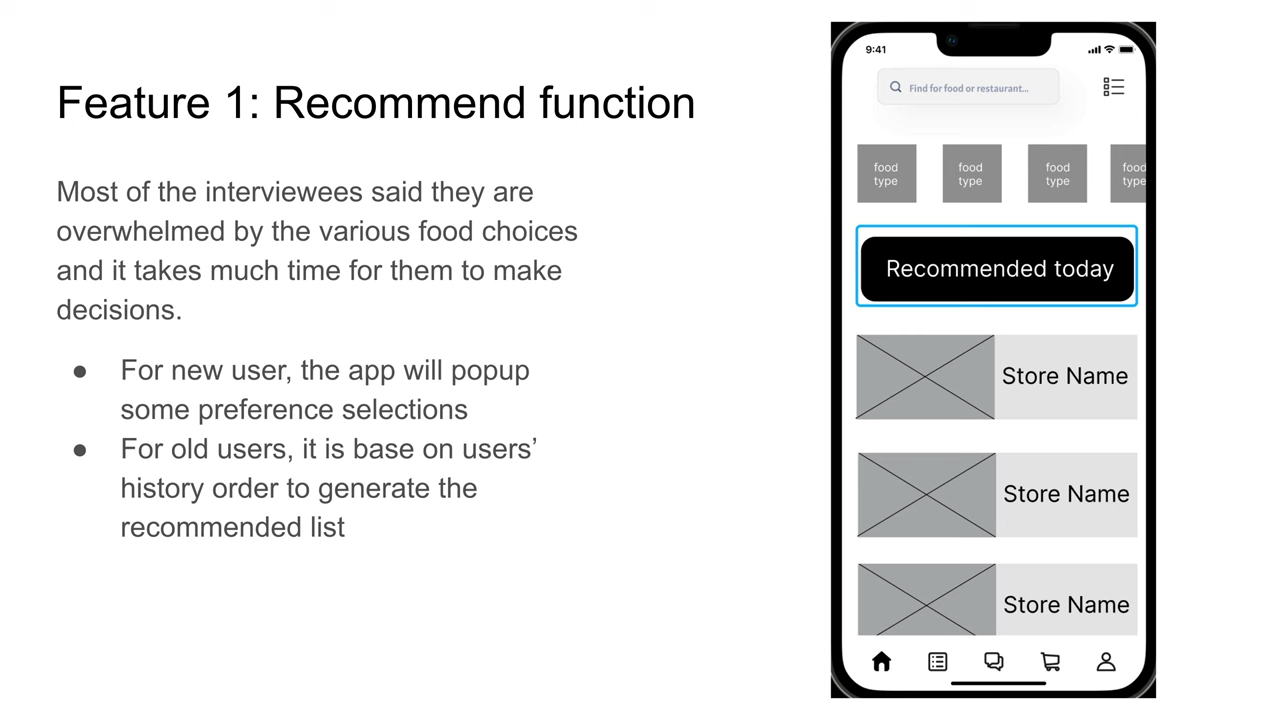 Feature 1: Recommend function
Most of the interviewees said they are
overwhelmed by the various food choices
and it takes much time for them to make
decisions.
● For new user, the app will popup
some preference selections
● For old users, it is base on users’
history order to generate the
recommended list
9:41
Find for food or restaurant...
food
type
food
type
food
type
food
type
Recommended today
Store Name
Store Name
Store Name